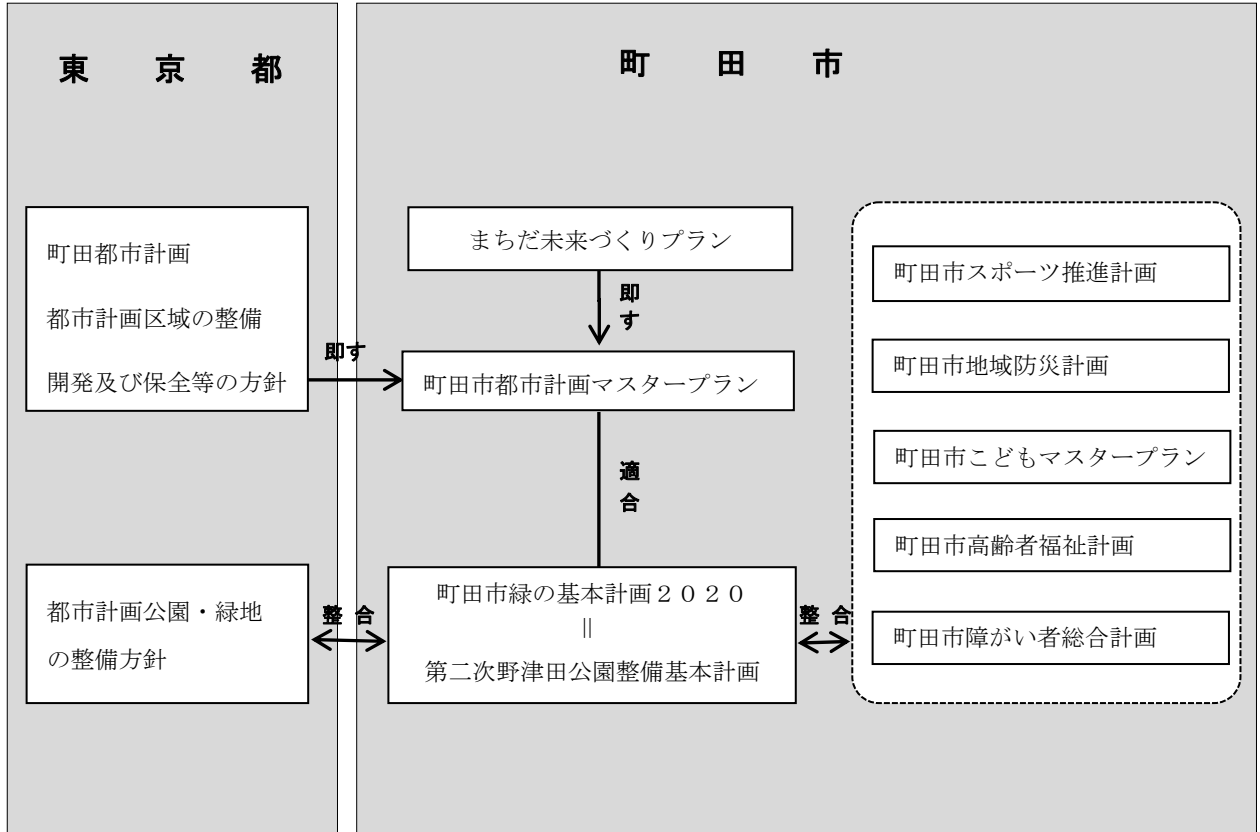 東京都
町田市
町田都市計画
都市計画区域の整備
開発及び保全等の方針
即す
まちだ未来づくりプラン
即す
町田市都市計画マスタープラン
適合
都市計画公園・緑地
の整備方針
整合
町田市緑の基本計画2020
||
第二次野津田公園整備基本計画
整合
町田市スポーツ推進計画
町田市地域防災計画
町田市こどもマスタープラン
町田市高齢者福祉計画
町田市障がい者総合計画